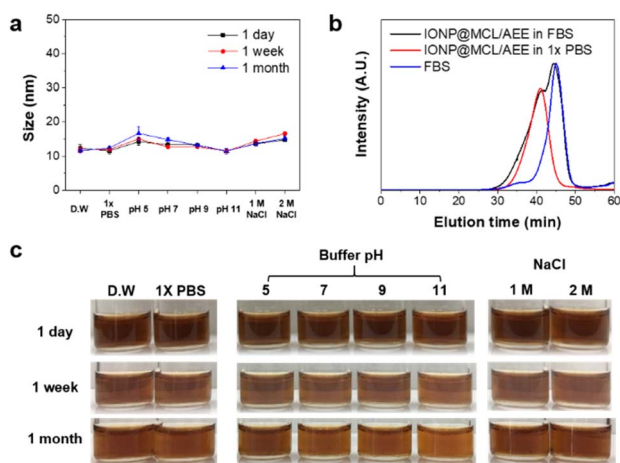 a
1 day
1 week
1 month
Size (nm)
50
40
30
20
10
0
D.W
1x PBS
pH 5
pH 7
pH 9
pH 11
1 M NaCl
2 M NaCl
b
IONP@MCL/AEE in FBS
IONP@MCL/AEE in 1x PBS
FBS
Intensity (A.U.)
0 10 20 30 40 50 60
Elution time (min)
c
Buffer pH
NaCl
D.W 1X PBS 5 7 9 11 1 M 2 M
1 day
1 week
1 month